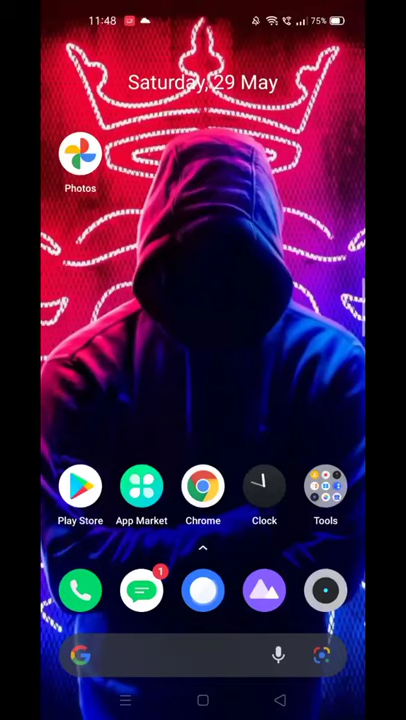 11:48
75%
Saturday, 29 May
Photos
Play Store
App Market
Chrome
Clock
Tools
1